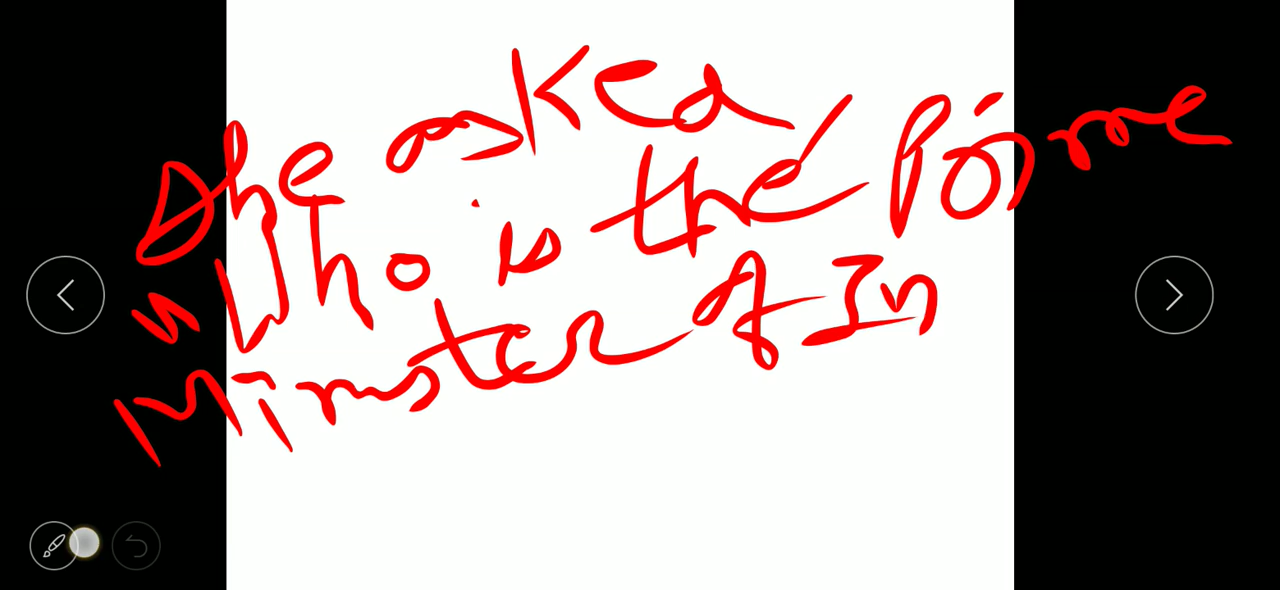 She asked
"Who is the Prime
Minister of In